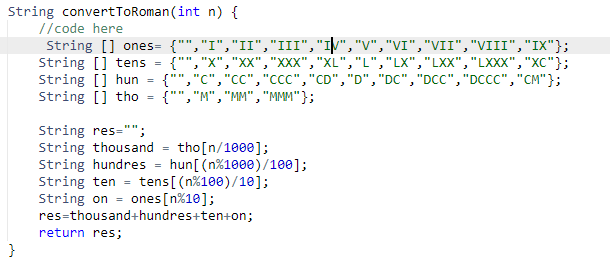 String convertToRoman(int n) {
//code here
String [] ones= {"","I","II","III","IV","V","VI","VII","VIII","IX"};
String [] tens = {"","X","XX","XXX","XL","L","LX","LXX","LXXX","XC"};
String [] hun = {"","C","CC","CCC","CD","D","DC","DCC","DCCC","CM"};
String [] tho = {"","M","MM","MMM"};
String res="";
String thousand = tho[n/1000];
String hundres = hun[(n%1000)/100];
String ten = tens[(n%100)/10];
String on = ones[n%10];
res=thousand+hundres+ten+on;
return res;
}